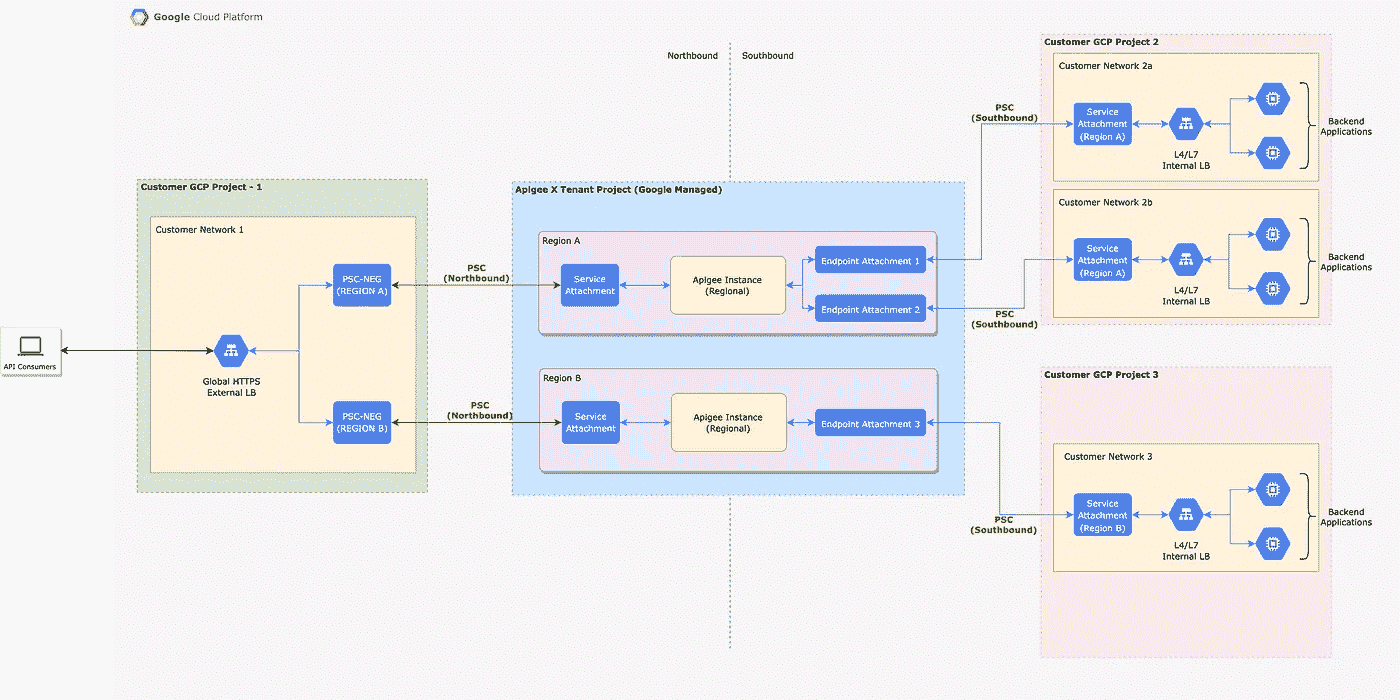 Google Cloud Platform
Northbound
Southbound
API Consumers
Customer GCP Project - 1
Customer Network 1
Global HTTPS
External LB
PSC-NEG
(REGION A)
PSC-NEG
(REGION B)
PSC
(Northbound)
PSC
(Northbound)
Apigee X Tenant Project (Google Managed)
Region A
Service
Attachment
Apigee Instance
(Regional)
Endpoint Attachment 1
Endpoint Attachment 2
Region B
Service
Attachment
Apigee Instance
(Regional)
Endpoint Attachment 3
PSC
(Southbound)
PSC
(Southbound)
PSC
(Southbound)
Customer GCP Project 2
Customer Network 2a
Service
Attachment
(Region A)
L4/L7
Internal LB
Backend
Applications
Customer Network 2b
Service
Attachment
(Region A)
L4/L7
Internal LB
Backend
Applications
Customer GCP Project 3
Customer Network 3
Service
Attachment
(Region B)
L4/L7
Internal LB
Backend
Applications